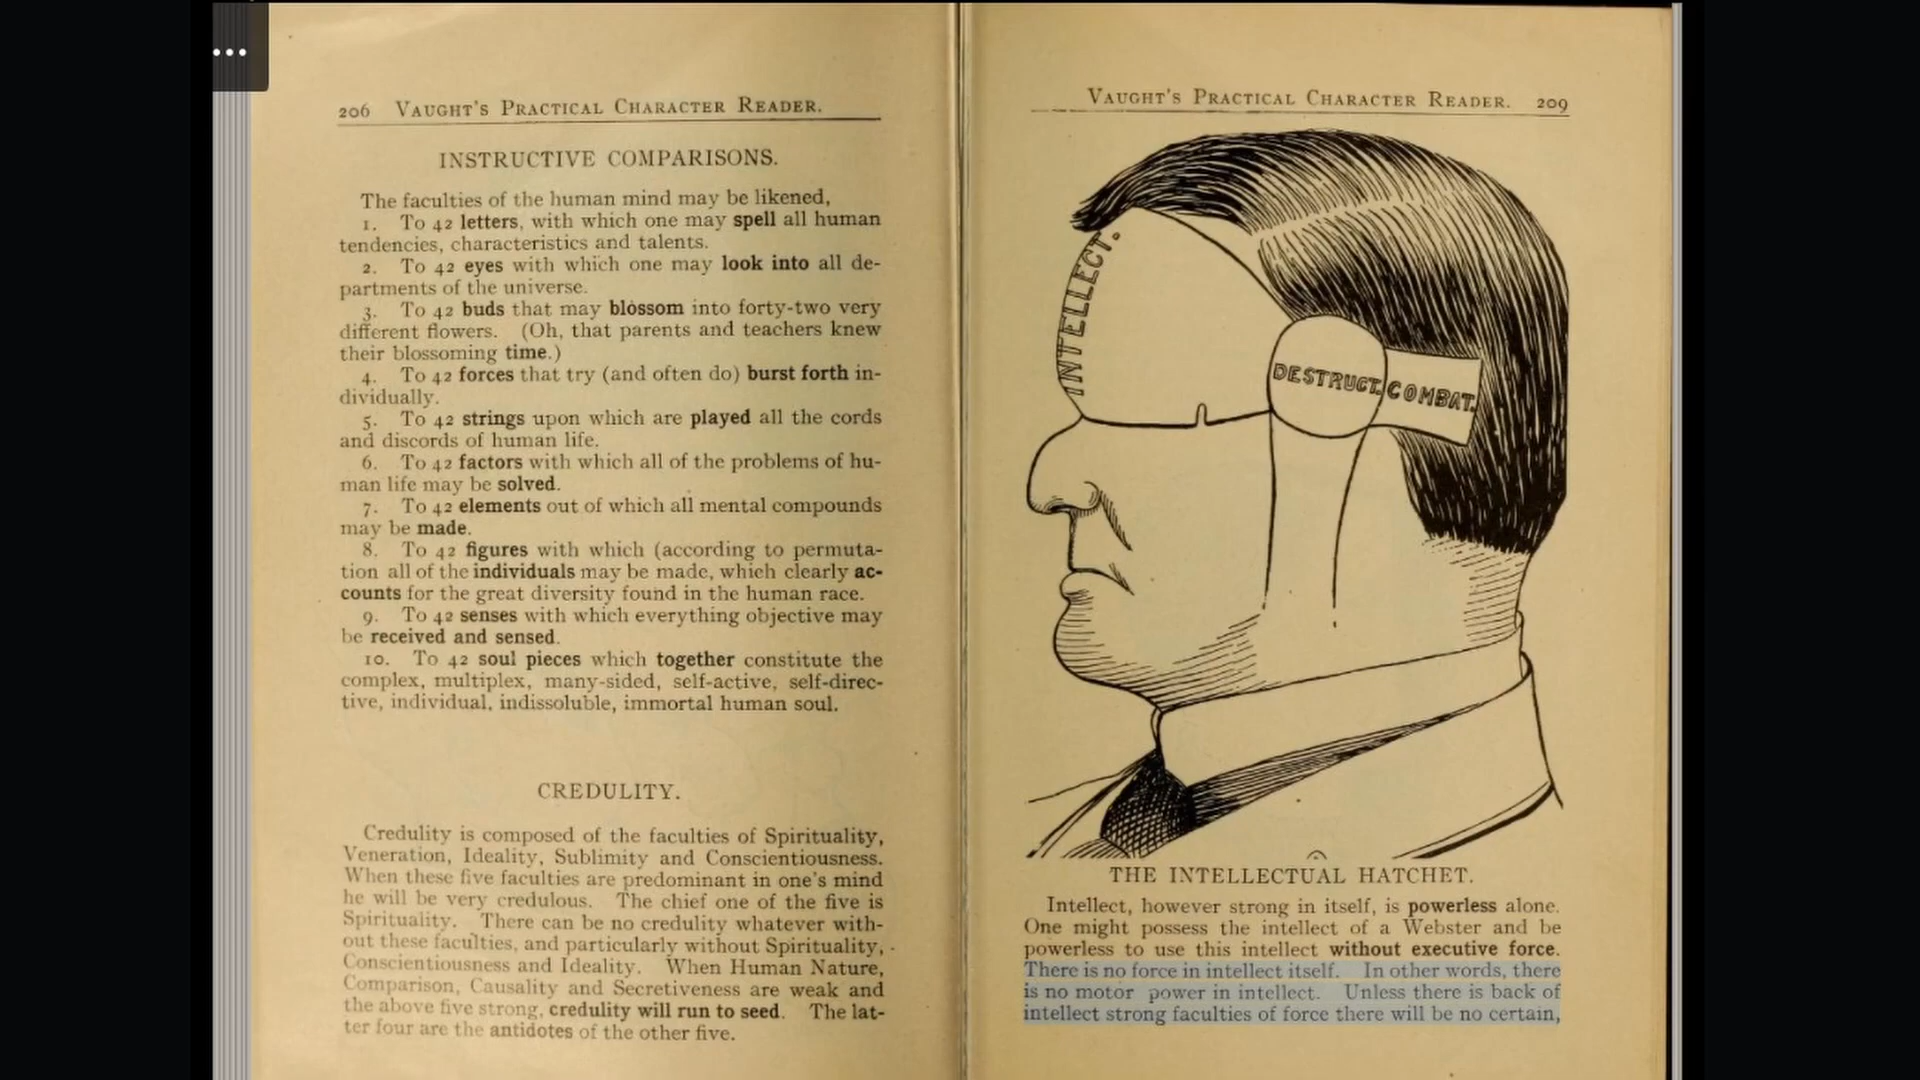 206 VAUGHT'S PRACTICAL CHARACTER READER.
INSTRUCTIVE COMPARISONS.
The faculties of the human mind may be likened,
1. To 42 letters, with which one may spell all human
tendencies, characteristics and talents.
2. To 42 eyes with which one may look into all de-
partments of the universe.
3. To 42 buds that may blossom into forty-two very
different flowers. (Oh, that parents and teachers knew
their blossoming time.)
4. To 42 forces that try (and often do) burst forth in-
dividually.
5. To 42 strings upon which are played all the cords
and discords of human life.
6. To 42 factors with which all of the problems of hu-
man life may be solved.
7. To 42 elements out of which all mental compounds
may be made.
8. To 42 figures with which (according to permuta-
tion all of the individuals may be made, which clearly ac-
counts for the great diversity found in the human race.
9. To 42 senses with which everything objective may
be received and sensed.
10. To 42 soul pieces which together constitute the
complex, multiplex, many-sided, self-active, self-direc-
tive, individual, indissoluble, immortal human soul.
CREDULITY.
Credulity is composed of the faculties of Spirituality,
Veneration, Ideality, Sublimity and Conscientiousness.
When these five faculties are predominant in one's mind
he will be very credulous. The chief one of the five is
Spirituality. There can be no credulity whatever with-
out these faculties, and particularly without Spirituality,
Conscientiousness and Ideality. When Human Nature,
Comparison, Causality and Secretiveness are weak and
the above five strong, credulity will run to seed. The lat-
ter four are the antidotes of the other five.
VAUGHT'S PRACTICAL CHARACTER READER. 209
INTELLECT.
DESTRUCT. COMBAT.
THE INTELLECTUAL HATCHET.
Intellect, however strong in itself, is powerless alone.
One might possess the intellect of a Webster and be
powerless to use this intellect without executive force.
There is no force in intellect itself. In other words, there
is no motor power in intellect. Unless there is back of
intellect strong faculties of force there will be no certain,